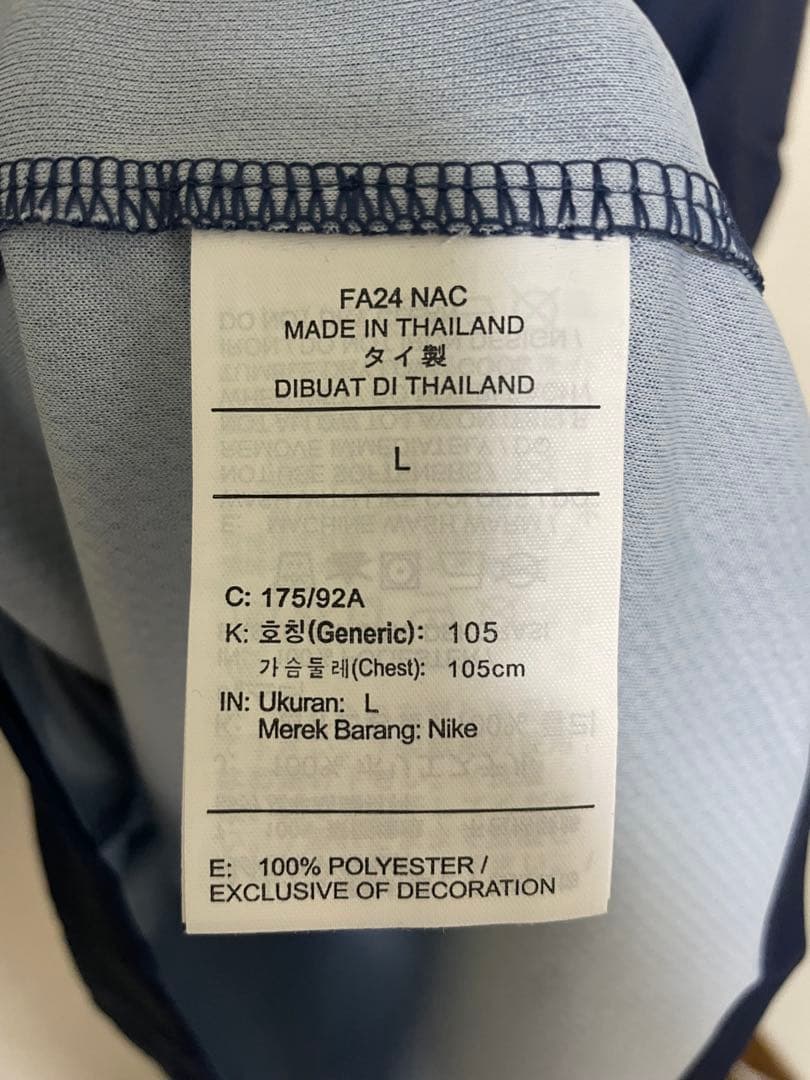 FA24 NAC
MADE IN THAILAND
タイ製
DIBUAT DI THAILAND
L
C: 175/92A
K: 호칭(Generic): 105
가슴둘레(Chest): 105cm
IN: Ukuran: L
Merek Barang: Nike
E: 100% POLYESTER /
EXCLUSIVE OF DECORATION